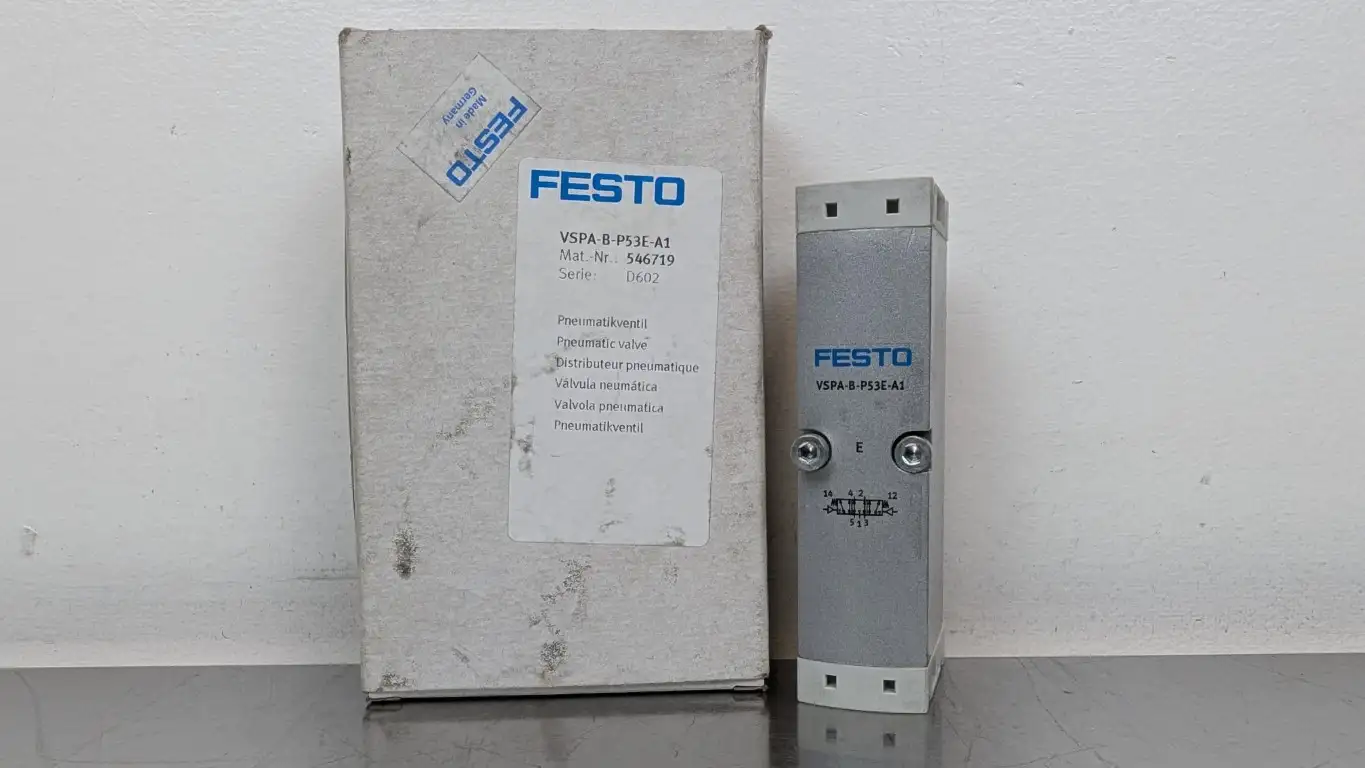 FESTO
Made in
Germany
FESTO
VSPA-B-P53E-A1
Mat.-Nr.: 546719
Serie: D602
Pneumatikventil
Pneumatic valve
Distributeur pneumatique
Válvula neumática
Valvola pneumatica
Pneumatikventil
FESTO
VSPA-B-P53E-A1
E
14 4 2 12
5 1 3